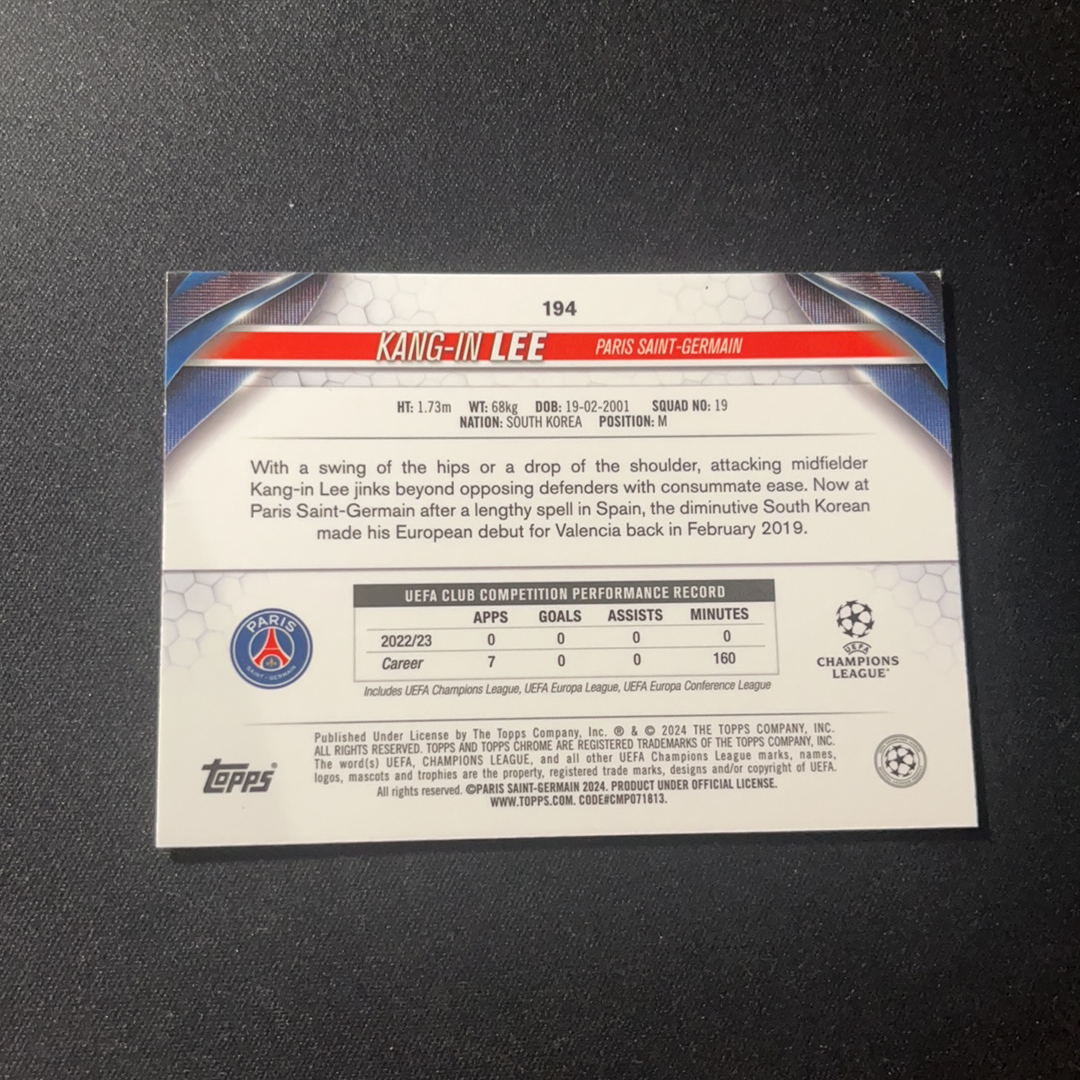 194
KANG-IN LEE PARIS SAINT-GERMAIN
HT: 1.73m WT: 68kg DOB: 19-02-2001 SQUAD NO: 19
NATION: SOUTH KOREA POSITION: M
With a swing of the hips or a drop of the shoulder, attacking midfielder
Kang-in Lee jinks beyond opposing defenders with consummate ease. Now at
Paris Saint-Germain after a lengthy spell in Spain, the diminutive South Korean
made his European debut for Valencia back in February 2019.
UEFA CLUB COMPETITION PERFORMANCE RECORD
APPS GOALS ASSISTS MINUTES
2022/23 0 0 0 0
Career 7 0 0 160
Includes UEFA Champions League, UEFA Europa League, UEFA Europa Conference League
PARIS
SAINT-GERMAIN
UEFA
CHAMPIONS
LEAGUE®
Published Under License by The Topps Company, Inc. ® & © 2024 THE TOPPS COMPANY, INC.
ALL RIGHTS RESERVED. TOPPS AND TOPPS CHROME ARE REGISTERED TRADEMARKS OF THE TOPPS COMPANY, INC.
The word(s) UEFA, CHAMPIONS LEAGUE, and all other UEFA Champions League marks, names,
logos, mascots and trophies are the property, registered trade marks, designs and/or copyright of UEFA.
All rights reserved. ©PARIS SAINT-GERMAIN 2024. PRODUCT UNDER OFFICIAL LICENSE.
WWW.TOPPS.COM. CODE#CMP071813.
topps®